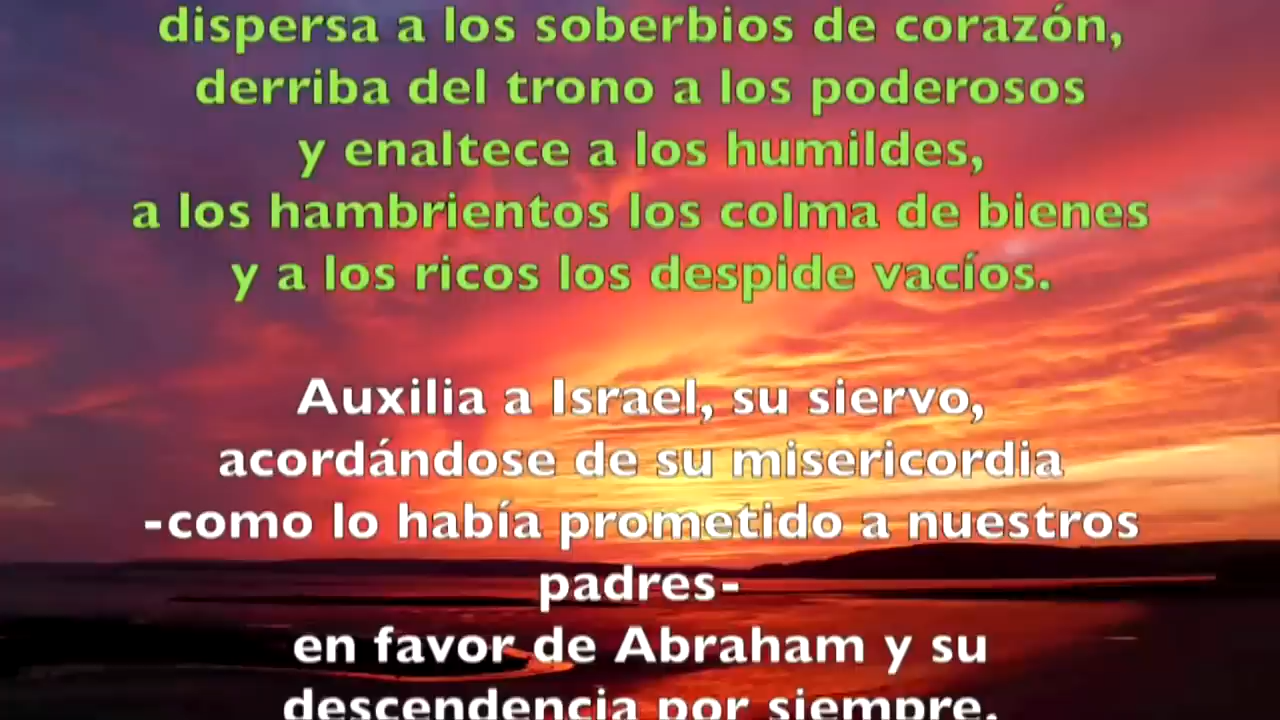 dispersa a los soberbios de corazón,
derriba del trono a los poderosos
y enaltece a los humildes,
a los hambrientos los colma de bienes
y a los ricos los despide vacíos.
Auxilia a Israel, su siervo,
acordándose de su misericordia
-como lo había prometido a nuestros
padres-
en favor de Abraham y su
descendencia por siempre.